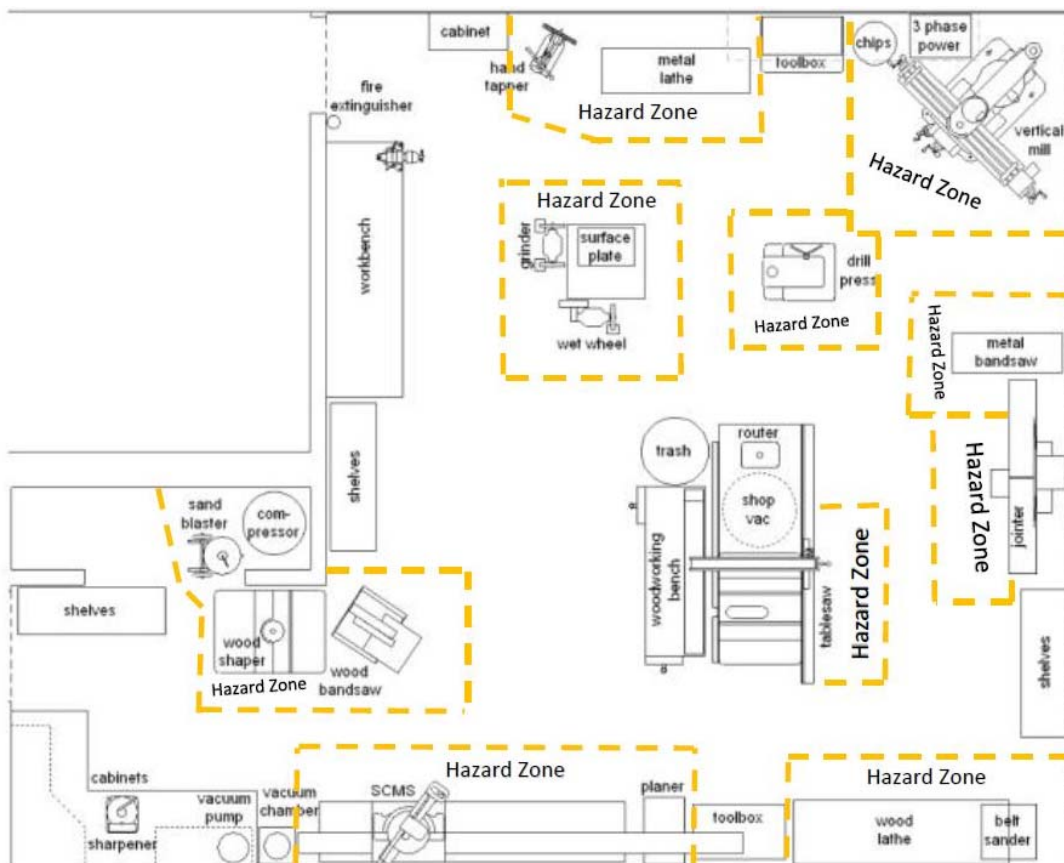 cabinet
hand
tapper
metal
lathe
toolbox
chips
3 phase
power
vertical
mill
Hazard Zone
Hazard Zone
fire
extinguisher
workbench
Hazard Zone
grinder
surface
plate
wet wheel
drill
press
Hazard Zone
Hazard Zone
metal
bandsaw
Hazard Zone
jointer
shelves
shelves
trash
router
shop
vac
woodworking
bench
tablesaw
Hazard Zone
sand
blaster
com-
pressor
shelves
wood
shaper
wood
bandsaw
Hazard Zone
cabinets
sharpener
vacuum
pump
vacuum
chamber
SCMS
Hazard Zone
planer
toolbox
Hazard Zone
wood
lathe
belt
sander